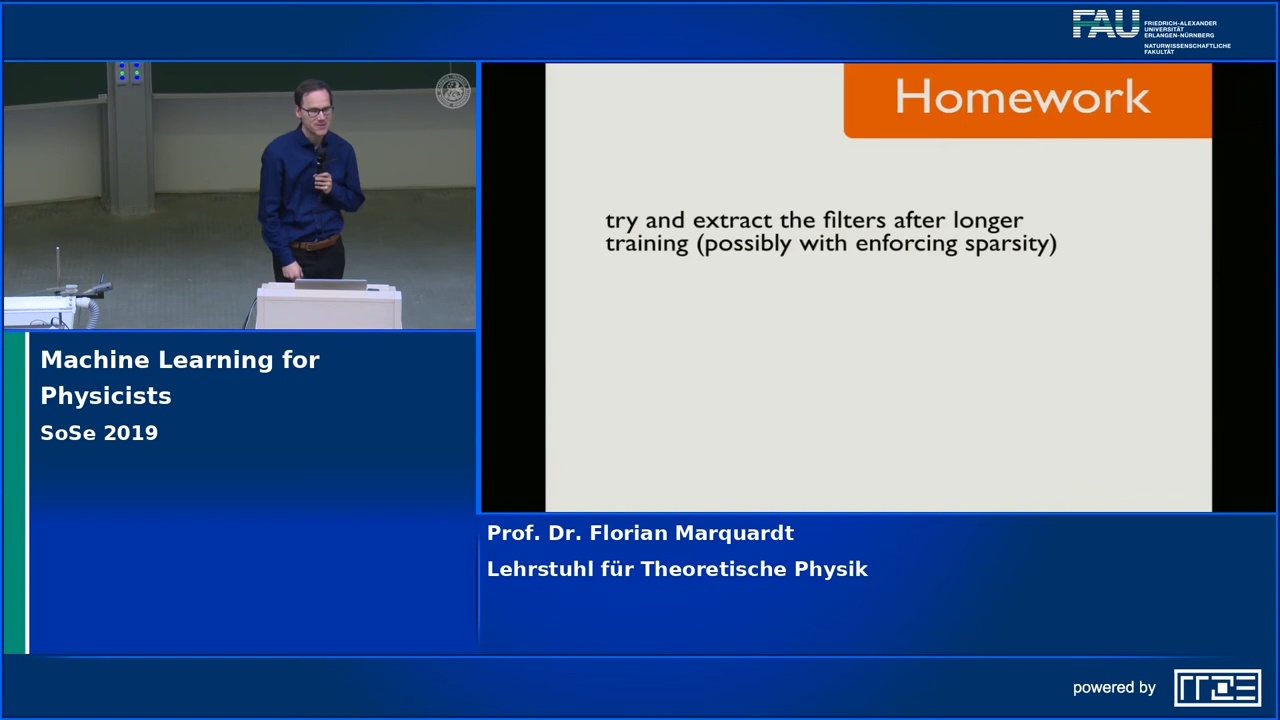 FAU
FRIEDRICH-ALEXANDER
UNIVERSITÄT
ERLANGEN-NÜRNBERG
NATURWISSENSCHAFTLICHE
FAKULTÄT
Homework
try and extract the filters after longer
training (possibly with enforcing sparsity)
Machine Learning for
Physicists
SoSe 2019
Prof. Dr. Florian Marquardt
Lehrstuhl für Theoretische Physik
powered by